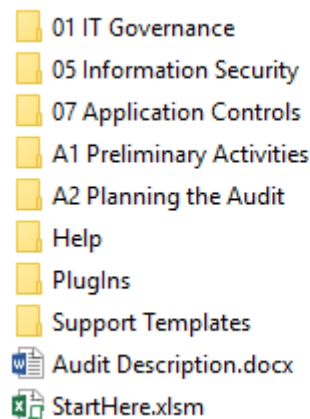 01 IT Governance
05 Information Security
07 Application Controls
A1 Preliminary Activities
A2 Planning the Audit
Help
PlugIns
Support Templates
Audit Description.docx
StartHere.xlsm